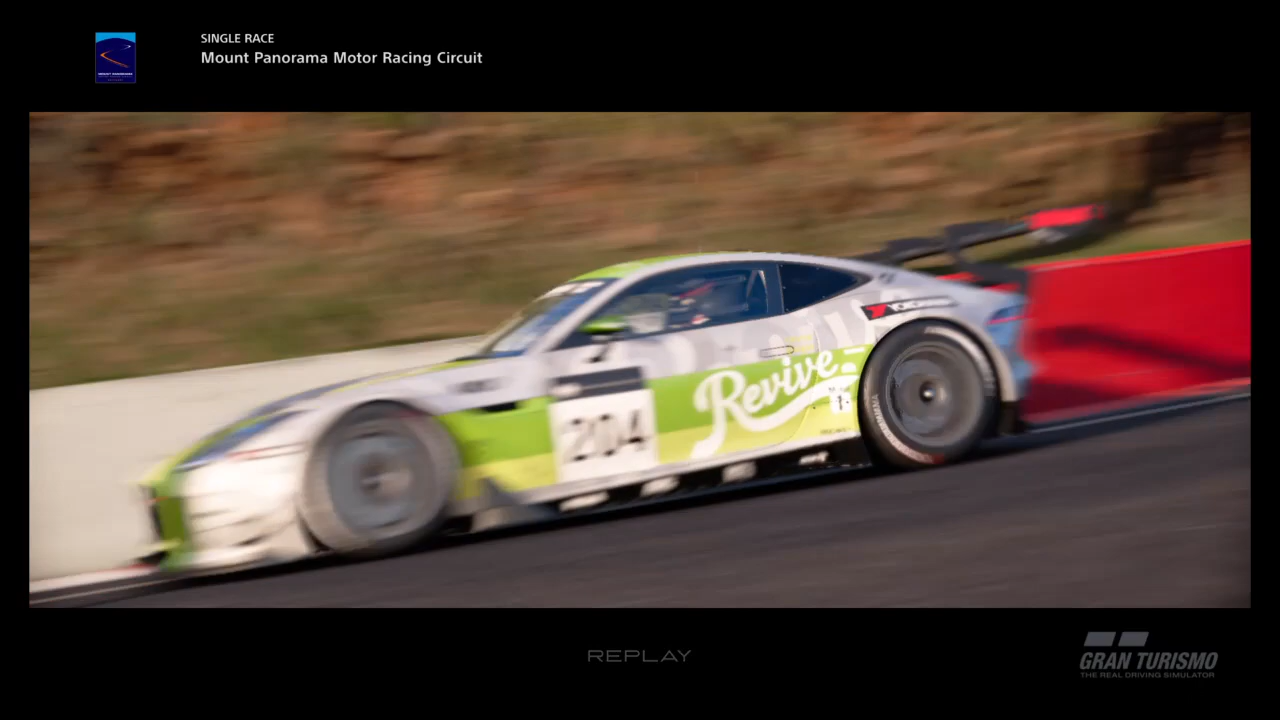 SINGLE RACE
Mount Panorama Motor Racing Circuit
204
Revive
REPLAY
GRAN TURISMO
THE REAL DRIVING SIMULATOR